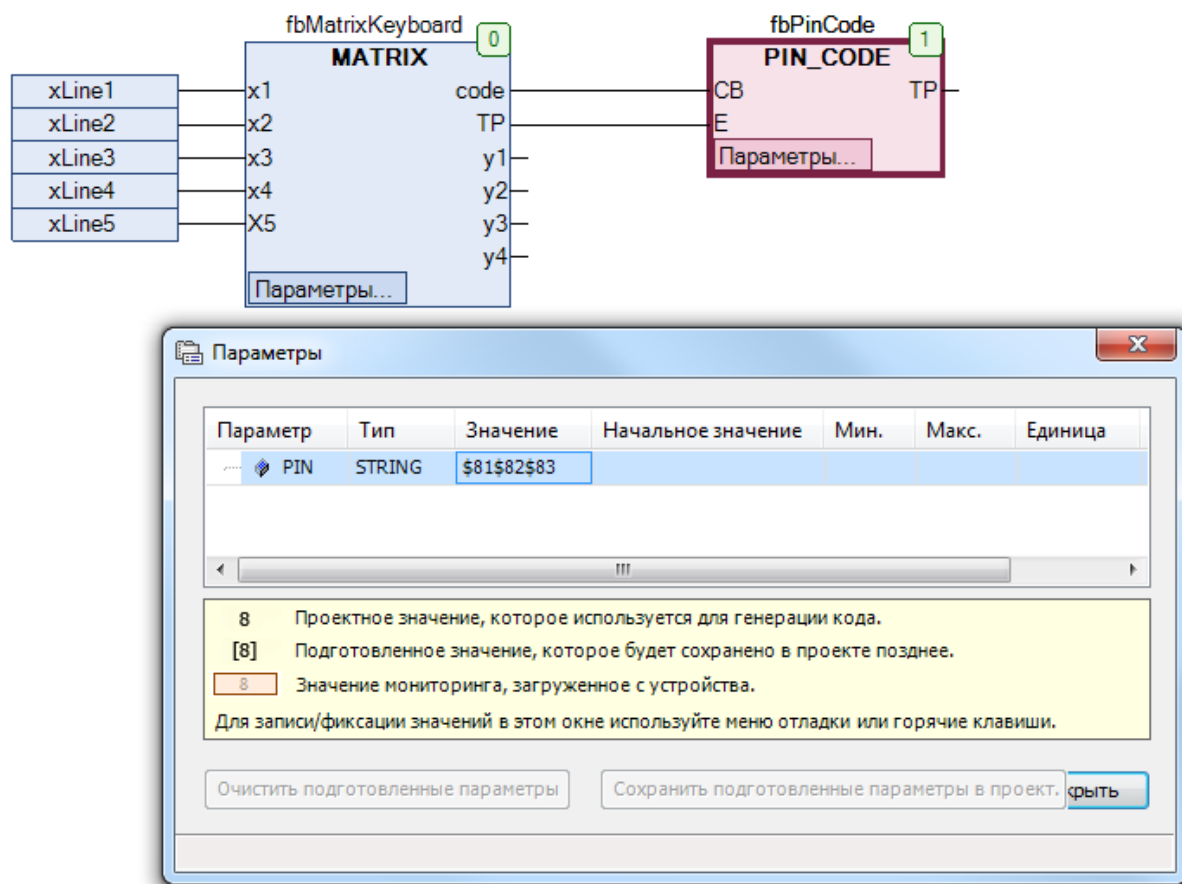 fbMatrixKeyboard fbPinCode
0 1
MATRIX PIN_CODE
xLine1 x1 code CB TP
xLine2 x2 TP E
xLine3 x3 y1 Параметры...
xLine4 x4 y2
xLine5 X5 y3
y4
Параметры...
Параметры
Параметр Тип Значение Начальное значение Мин. Макс. Единица
PIN STRING $81$82$83
8 Проектное значение, которое используется для генерации кода.
[8] Подготовленное значение, которое будет сохранено в проекте позднее.
8 Значение мониторинга, загруженное с устройства.
Для записи/фиксации значений в этом окне используйте меню отладки или горячие клавиши.
Очистить подготовленные параметры Сохранить подготовленные параметры в проект. крыть